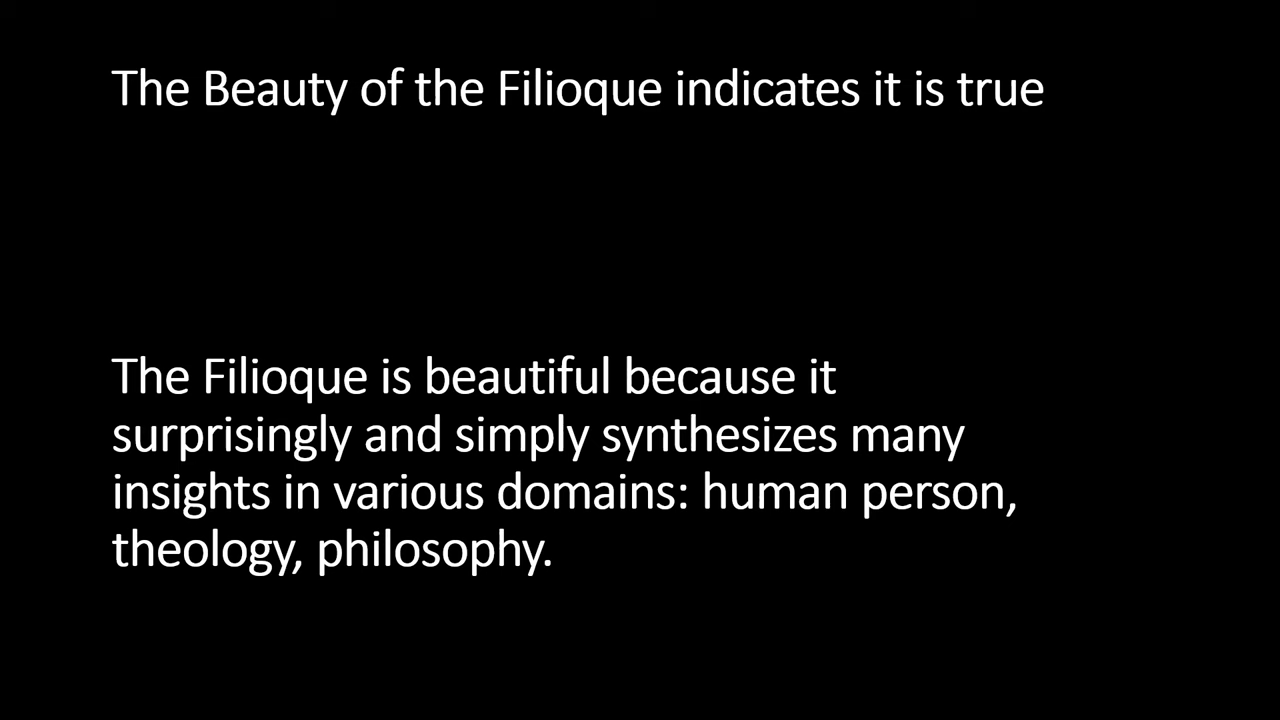 The Beauty of the Filioque indicates it is true
The Filioque is beautiful because it
surprisingly and simply synthesizes many
insights in various domains: human person,
theology, philosophy.